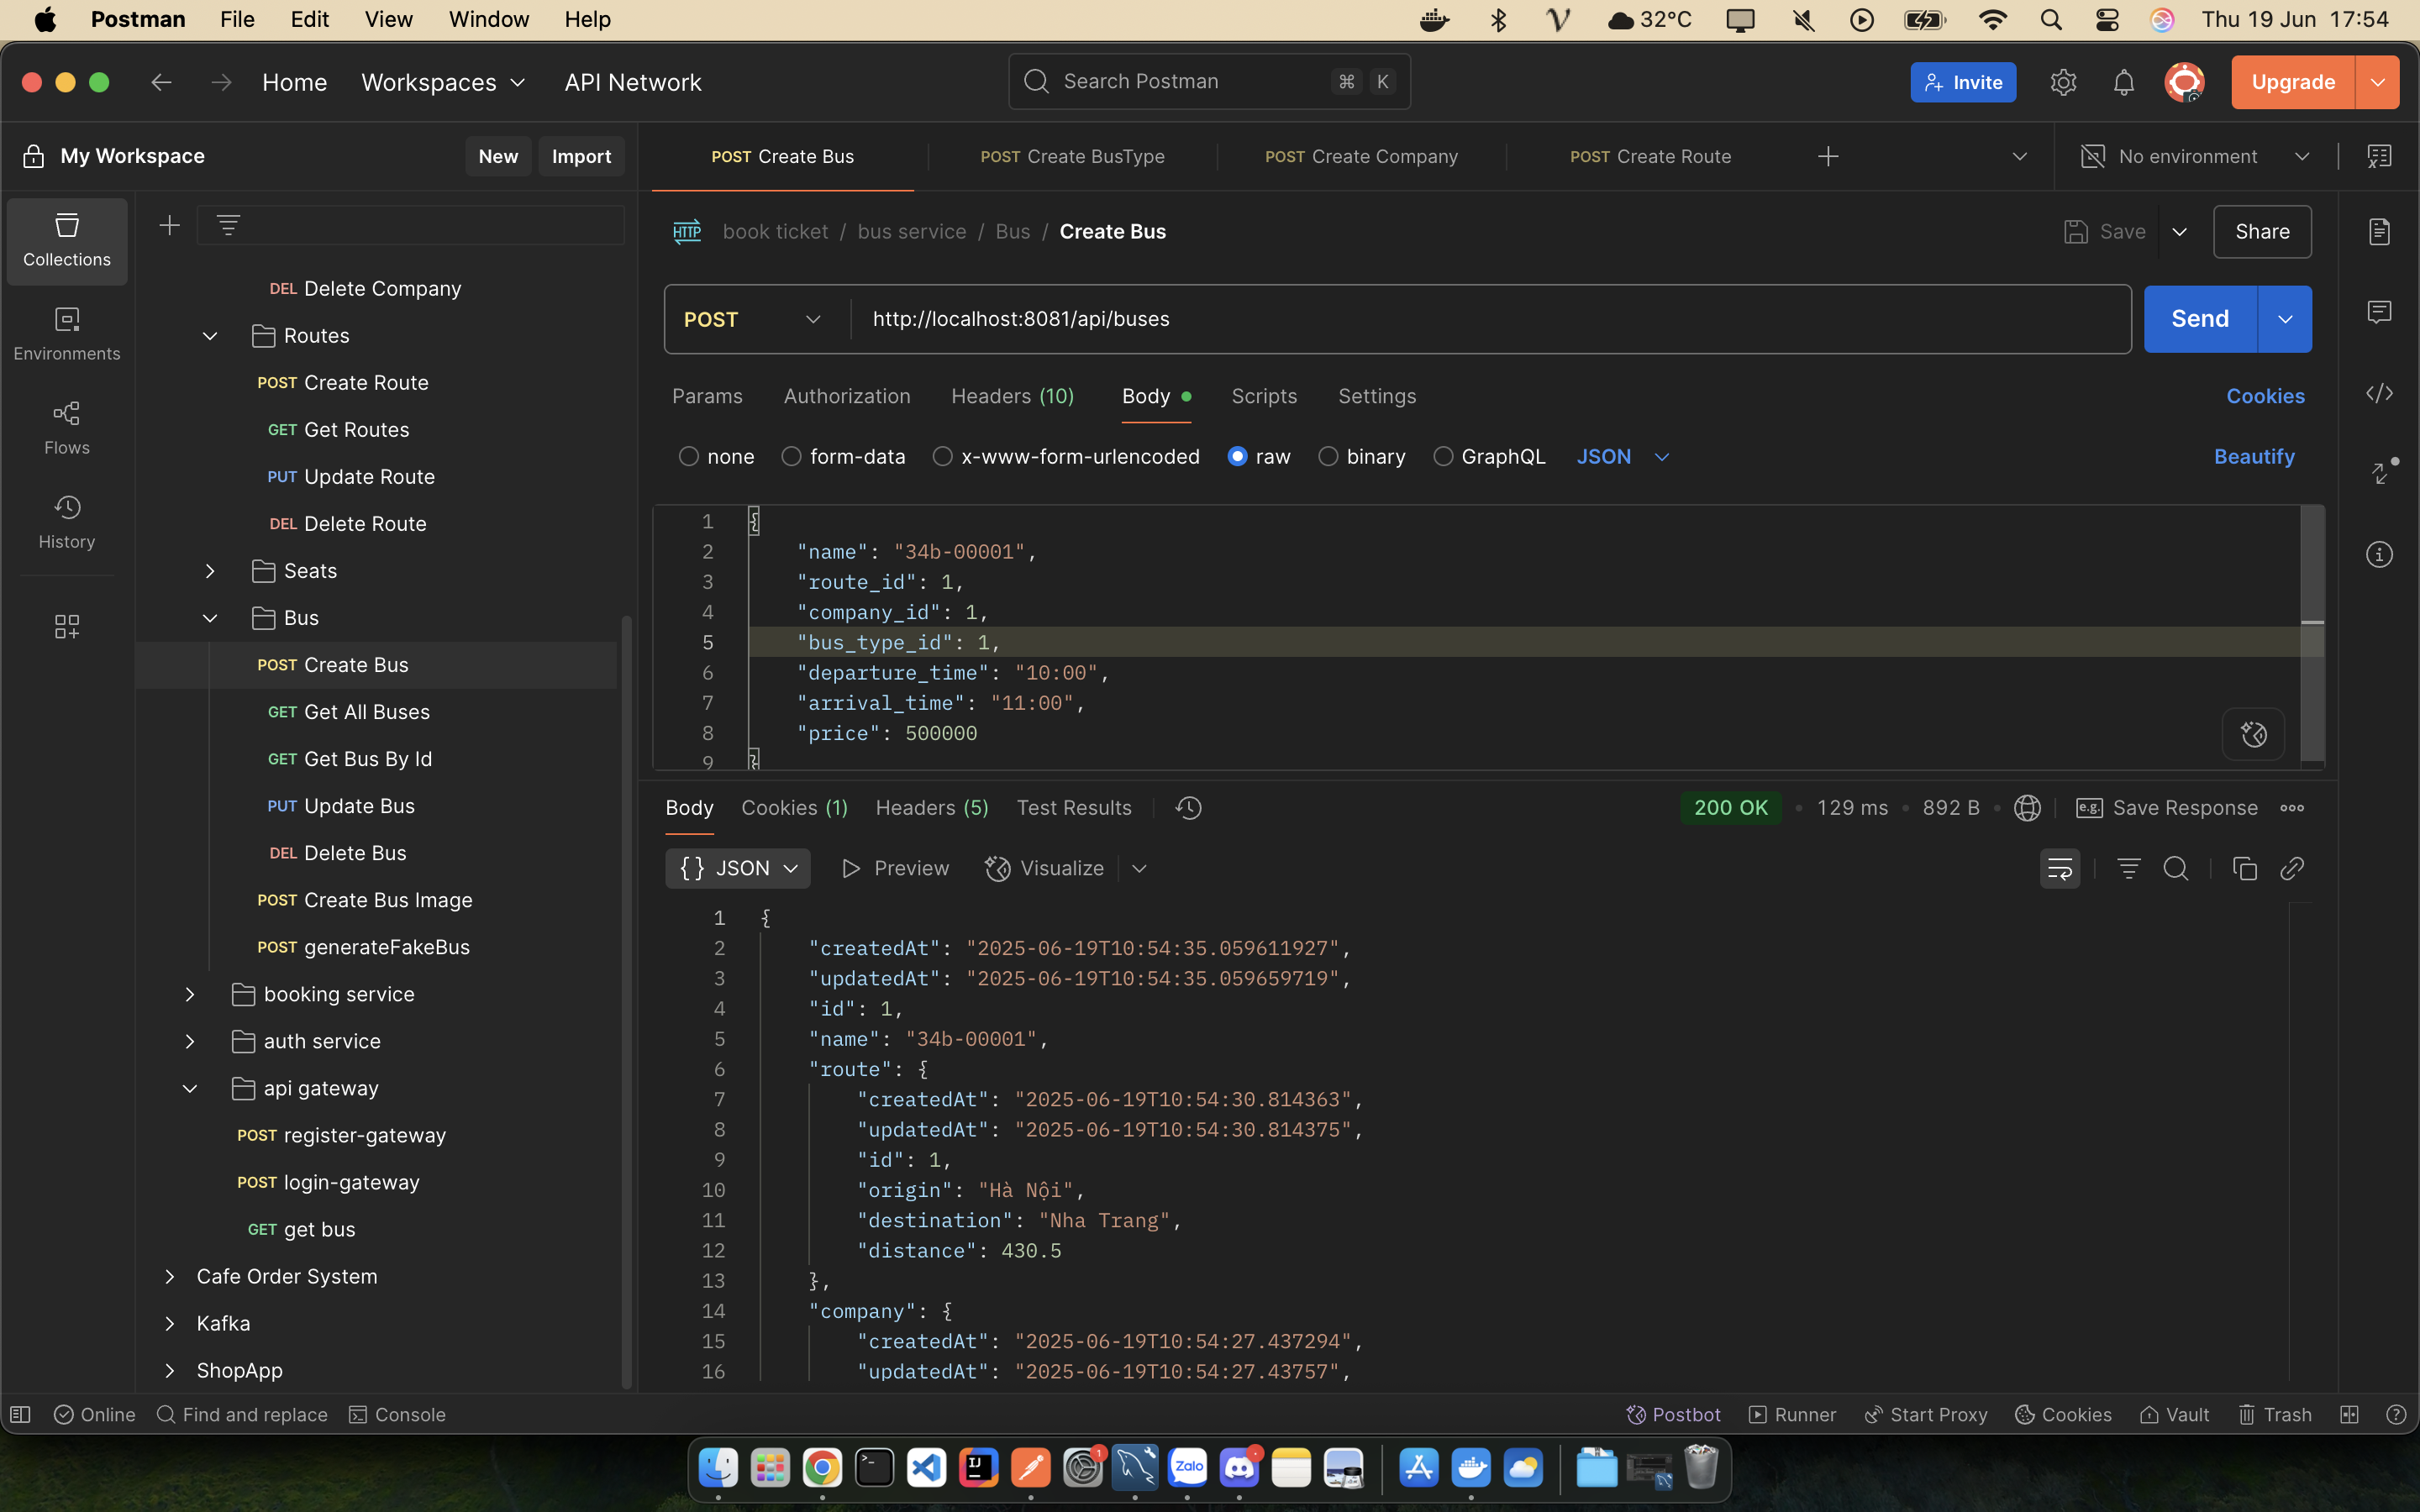 Postman File Edit View Window Help 32°C Thu 19 Jun 17:54
Home Workspaces API Network Search Postman ⌘ K Invite Upgrade
My Workspace New Import POST Create Bus POST Create BusType POST Create Company POST Create Route No environment
Collections
Environments
Flows
History
DEL Delete Company
Routes
POST Create Route
GET Get Routes
PUT Update Route
DEL Delete Route
Seats
Bus
POST Create Bus
GET Get All Buses
GET Get Bus By Id
PUT Update Bus
DEL Delete Bus
POST Create Bus Image
POST generateFakeBus
booking service
auth service
api gateway
POST register-gateway
POST login-gateway
GET get bus
Cafe Order System
Kafka
ShopApp
HTTP book ticket / bus service / Bus / Create Bus Save Share
POST http://localhost:8081/api/buses Send
Params Authorization Headers (10) Body Scripts Settings Cookies
none form-data x-www-form-urlencoded raw binary GraphQL JSON Beautify
1 {
2 "name": "34b-00001",
3 "route_id": 1,
4 "company_id": 1,
5 "bus_type_id": 1,
6 "departure_time": "10:00",
7 "arrival_time": "11:00",
8 "price": 500000
9 }
Body Cookies (1) Headers (5) Test Results 200 OK • 129 ms • 892 B • e.g. Save Response
{} JSON Preview Visualize
1 {
2 "createdAt": "2025-06-19T10:54:35.059611927",
3 "updatedAt": "2025-06-19T10:54:35.059659719",
4 "id": 1,
5 "name": "34b-00001",
6 "route": {
7 "createdAt": "2025-06-19T10:54:30.814363",
8 "updatedAt": "2025-06-19T10:54:30.814375",
9 "id": 1,
10 "origin": "Hà Nội",
11 "destination": "Nha Trang",
12 "distance": 430.5
13 },
14 "company": {
15 "createdAt": "2025-06-19T10:54:27.437294",
16 "updatedAt": "2025-06-19T10:54:27.43757",
Online Find and replace Console Postbot Runner Start Proxy Cookies Vault Trash
IJ 1 Zalo